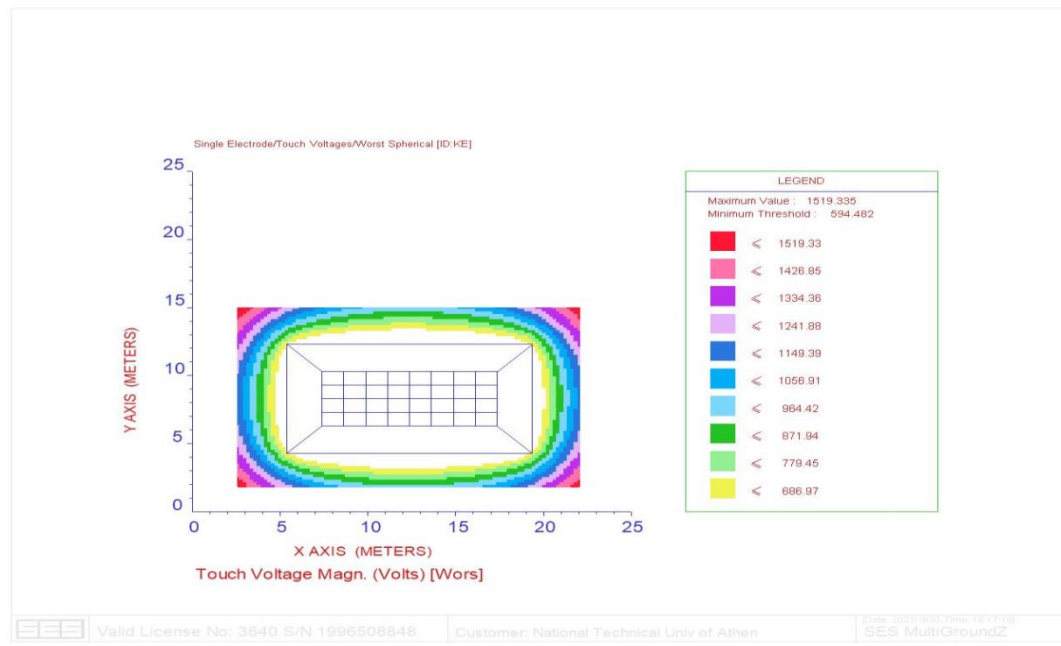 Single Electrode/Touch Voltages/Worst Spherical [ID:KE]
25
20
15
10
5
0
Y AXIS (METERS)
0 5 10 15 20 25
X AXIS (METERS)
Touch Voltage Magn. (Volts) [Wors]
LEGEND
Maximum Value : 1519.335
Minimum Threshold : 594.482
⩽ 1519.33
⩽ 1426.85
⩽ 1334.36
⩽ 1241.88
⩽ 1149.39
⩽ 1056.91
⩽ 964.42
⩽ 871.94
⩽ 779.45
⩽ 686.97
SES Valid License No: 3640 S/N 1996508848
Customer: National Technical Univ of Athen
SES MultiGroundZ